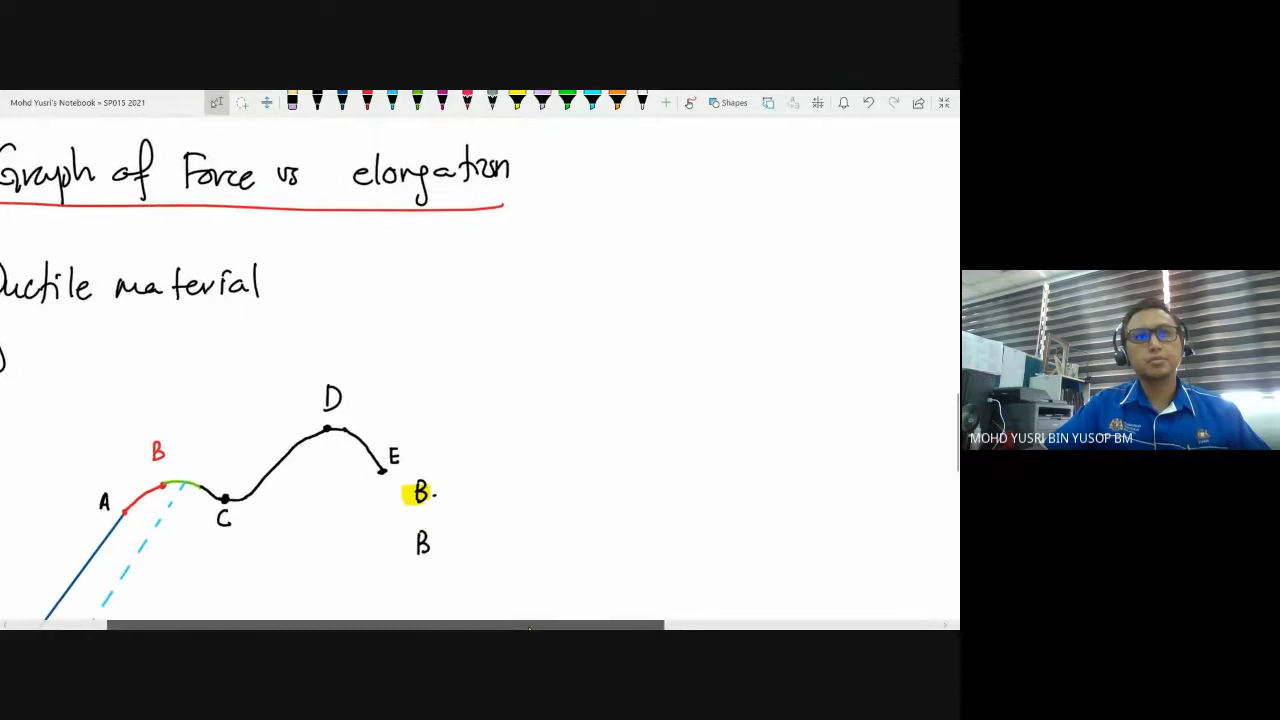 Mohd Yusri's Notebook » SP015 2021
Shapes
Graph of Force vs elongation
uctile material
D
B
E
A
B.
C
B
MOHD YUSRI BIN YUSOP BM